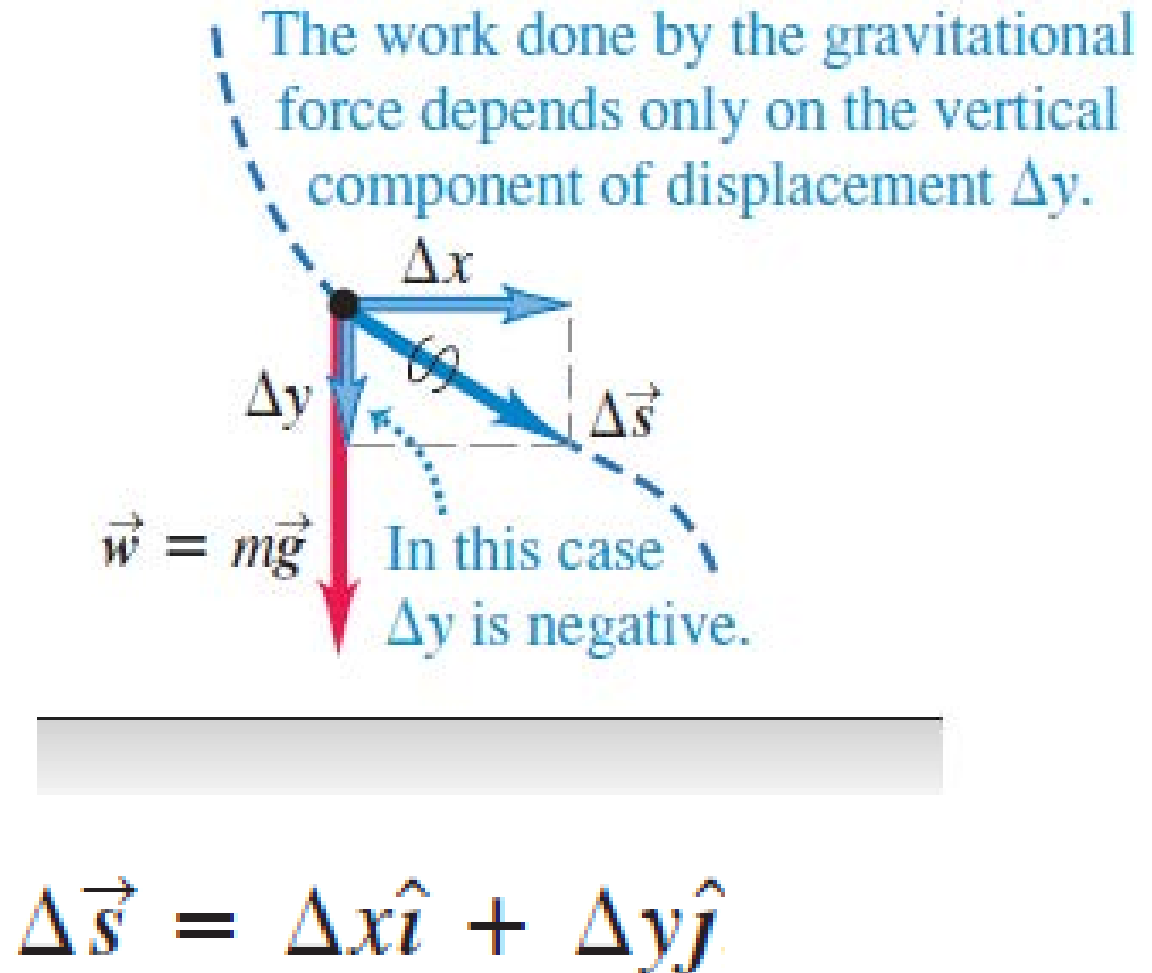 The work done by the gravitational
force depends only on the vertical
component of displacement Δy.
Δx
Δy
Δs⃗
w⃗ = mg⃗
In this case
Δy is negative.
Δs⃗ = Δxî + Δyĵ